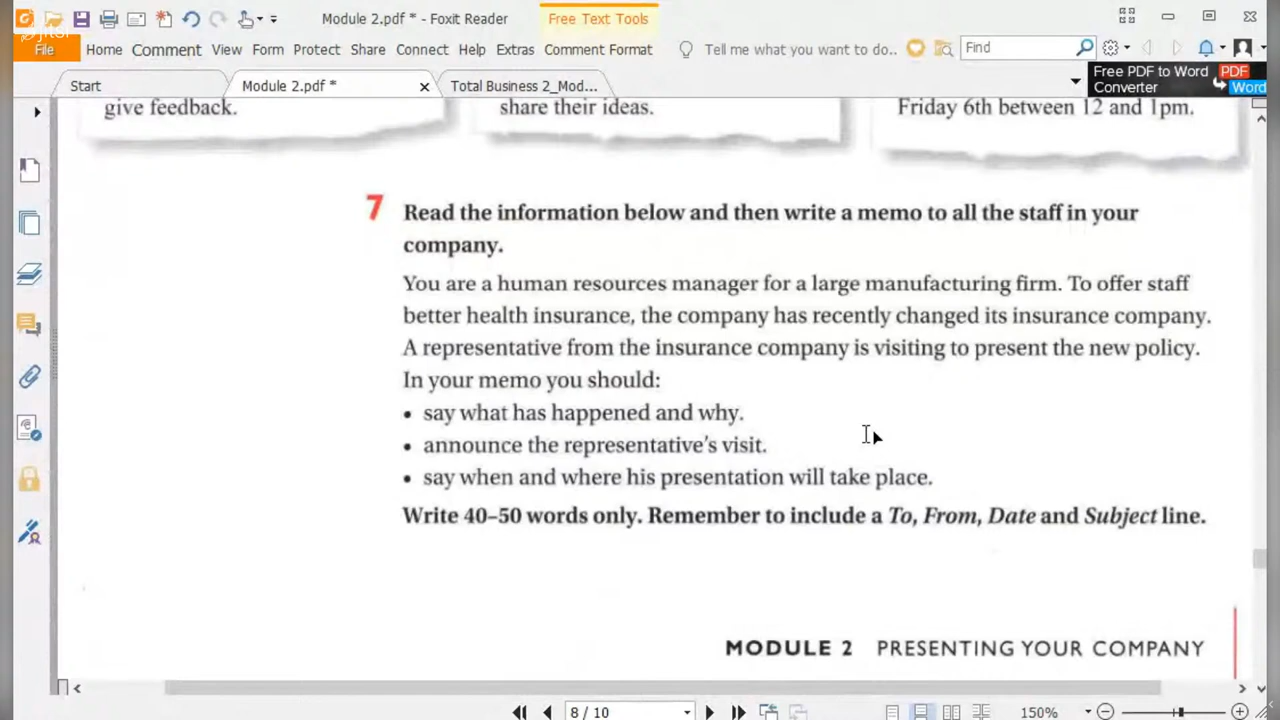 Module 2.pdf * - Foxit Reader
Free Text Tools
jitsi
File
Home
Comment
View
Form
Protect
Share
Connect
Help
Extras
Comment Format
Tell me what you want to do..
Find
Start
Module 2.pdf *
Total Business 2_Mod...
Free PDF to Word
Converter
PDF
Word
give feedback.
share their ideas.
Friday 6th between 12 and 1pm.
7 Read the information below and then write a memo to all the staff in your
company.
You are a human resources manager for a large manufacturing firm. To offer staff
better health insurance, the company has recently changed its insurance company.
A representative from the insurance company is visiting to present the new policy.
In your memo you should:
• say what has happened and why.
• announce the representative's visit.
• say when and where his presentation will take place.
Write 40–50 words only. Remember to include a To, From, Date and Subject line.
MODULE 2 PRESENTING YOUR COMPANY
8 / 10
150%